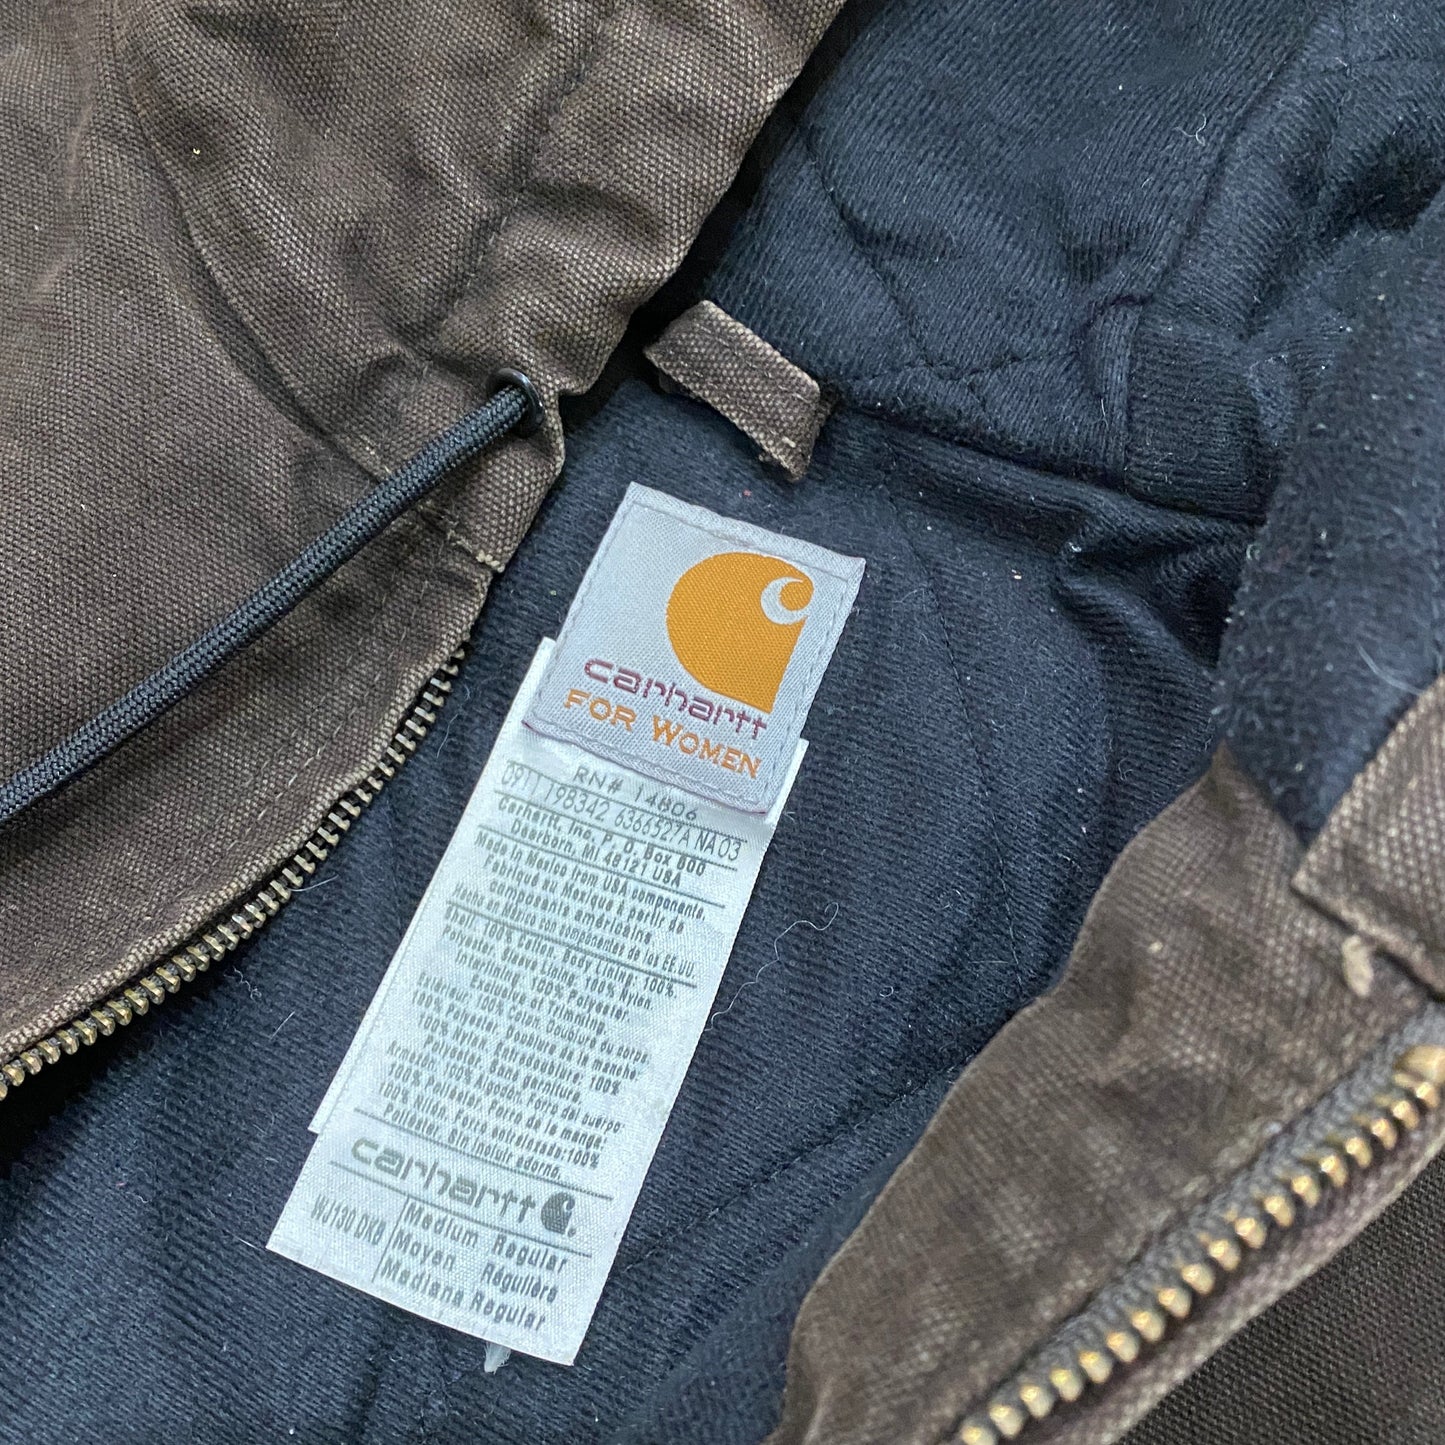 carhartt
FOR WOMEN
RN# 14806
0911 198342 6366527A NA03
Carhartt, Inc. P. O. Box 600
Dearborn, MI 48121 USA
Made in Mexico from USA components.
Fabriqué au Mexique à partir de
composants américains
Hecho en México con componentes de los EE.UU.
Shell, 100% Cotton. Body Lining, 100%
Polyester. Sleeve Lining, 100% Nylon.
Interlining, 100% Polyester.
Exclusive of Trimming.
Extérieur, 100% Coton. Doublure du corps,
100% Polyester. Doublure de la manche,
100% Nylon. Entredoublure, 100%
Polyester. Sans garniture.
100% Algodon. Forro del cuerpo:
100% Poliéster. Forro de la manga:
100% Nilón. Forro entrelazado: 100%
Poliéster. Sin incluir adorno.
carhartt
WJ130 DKB
Medium Regular
Moyen Régulière
Mediana Regular